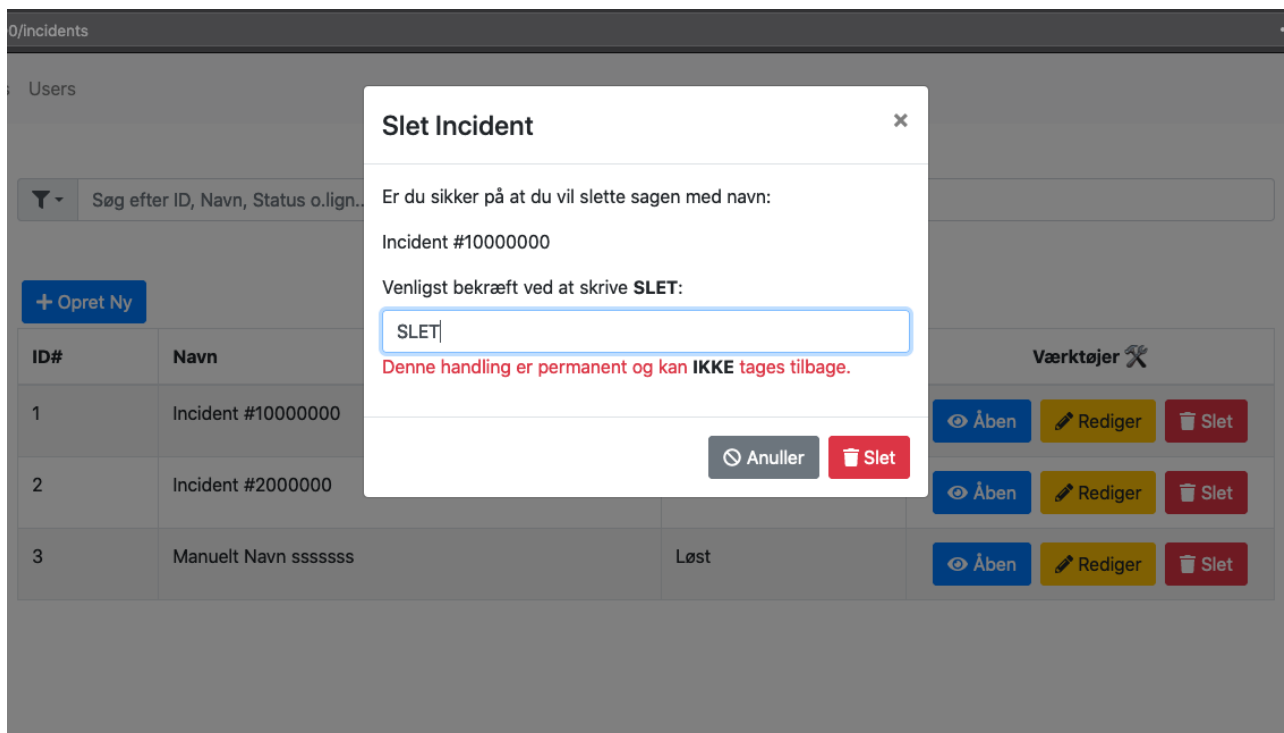 0/incidents
Users
Slet Incident ×
Er du sikker på at du vil slette sagen med navn:
Incident #10000000
Venligst bekræft ved at skrive SLET:
SLET
Denne handling er permanent og kan IKKE tages tilbage.
Anuller Slet
Søg efter ID, Navn, Status o.lign..
Opret Ny
ID# Navn Værktøjer
1 Incident #10000000 Åben Rediger Slet
2 Incident #2000000 Åben Rediger Slet
3 Manuelt Navn sssssss Løst Åben Rediger Slet